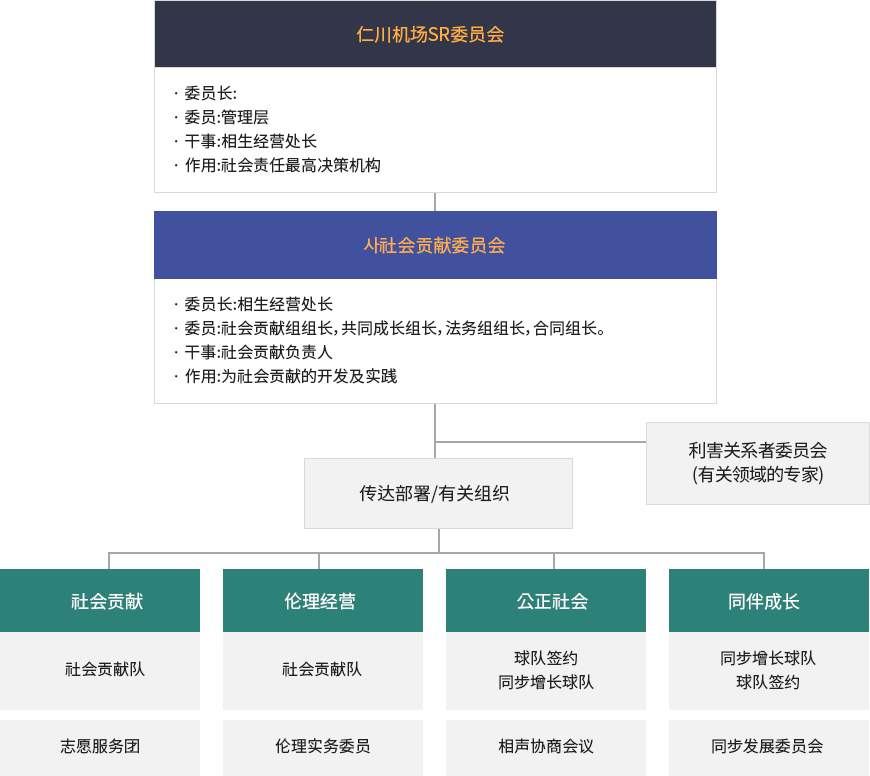 仁川机场SR委员会
· 委员长:
· 委员:管理层
· 干事:相生经营处长
· 作用:社会责任最高决策机构
사社会贡献委员会
· 委员长:相生经营处长
· 委员:社会贡献组组长, 共同成长组长, 法务组组长, 合同组长。
· 干事:社会贡献负责人
· 作用:为社会贡献的开发及实践
利害关系者委员会
(有关领域的专家)
传达部署/有关组织
社会贡献
伦理经营
公正社会
同伴成长
社会贡献队
社会贡献队
球队签约
同步增长球队
同步增长球队
球队签约
志愿服务团
伦理实务委员
相声协商会议
同步发展委员会